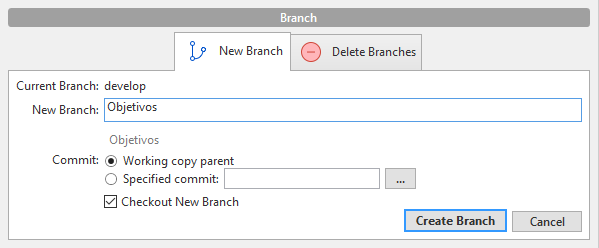 Branch
New Branch
Delete Branches
Current Branch: develop
New Branch: Objetivos
Objetivos
Commit: Working copy parent
Specified commit: ...
Checkout New Branch
Create Branch Cancel